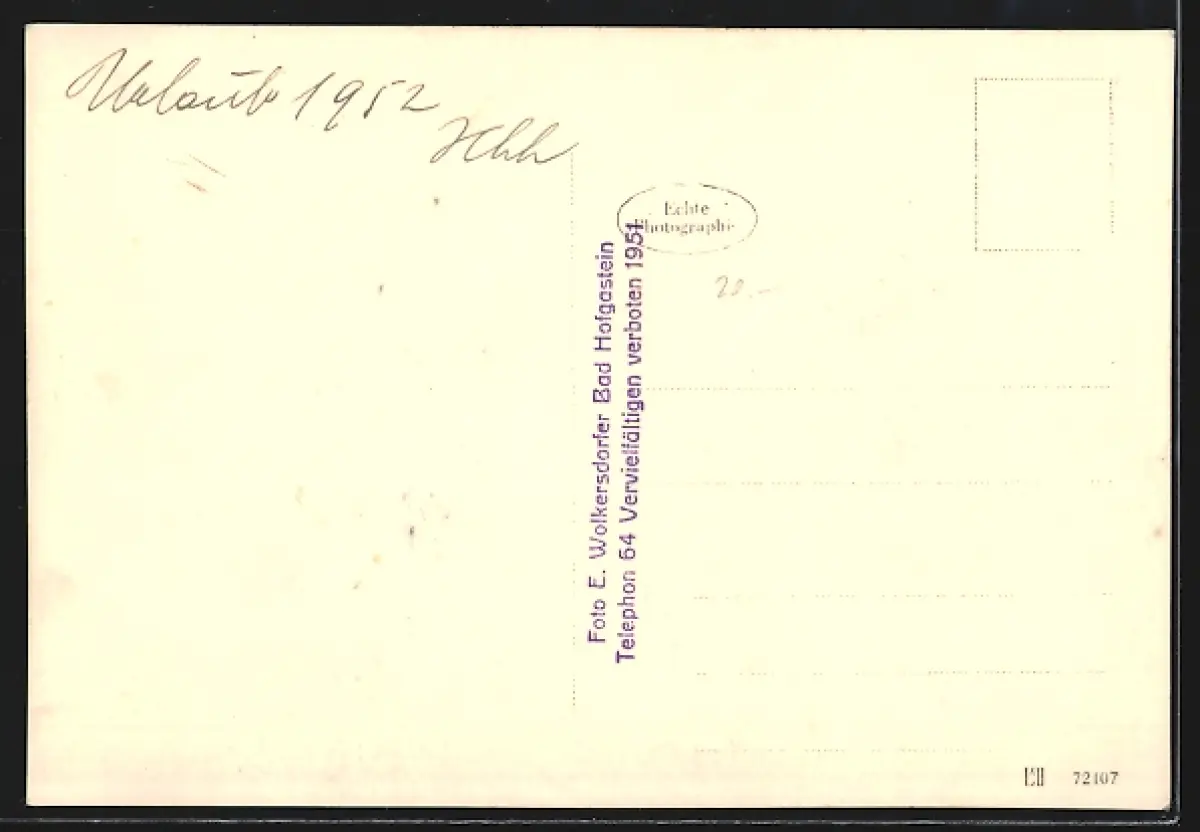 Urlaub 1952
Echte
Photographie
20.-
Foto E. Wolkersdorfer Bad Hofgastein
Telephon 64 Vervielfältigen verboten 1951
72107